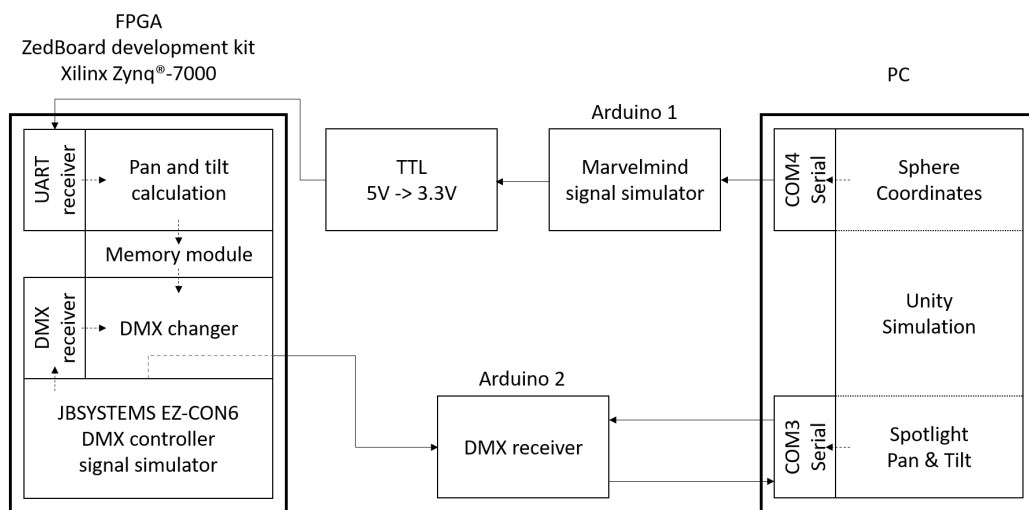 FPGA
ZedBoard development kit
Xilinx Zynq®-7000
PC
Arduino 1
UART
receiver
Pan and tilt
calculation
TTL
5V -> 3.3V
Marvelmind
signal simulator
COM4
Serial
Sphere
Coordinates
Memory module
DMX
receiver
DMX changer
Unity
Simulation
Arduino 2
JBSYSTEMS EZ-CON6
DMX controller
signal simulator
DMX receiver
COM3
Serial
Spotlight
Pan & Tilt